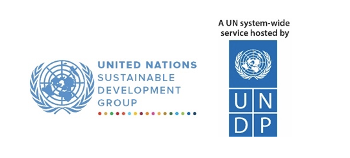 UNITED NATIONS
SUSTAINABLE
DEVELOPMENT
GROUP
A UN system-wide
service hosted by
U N
D P